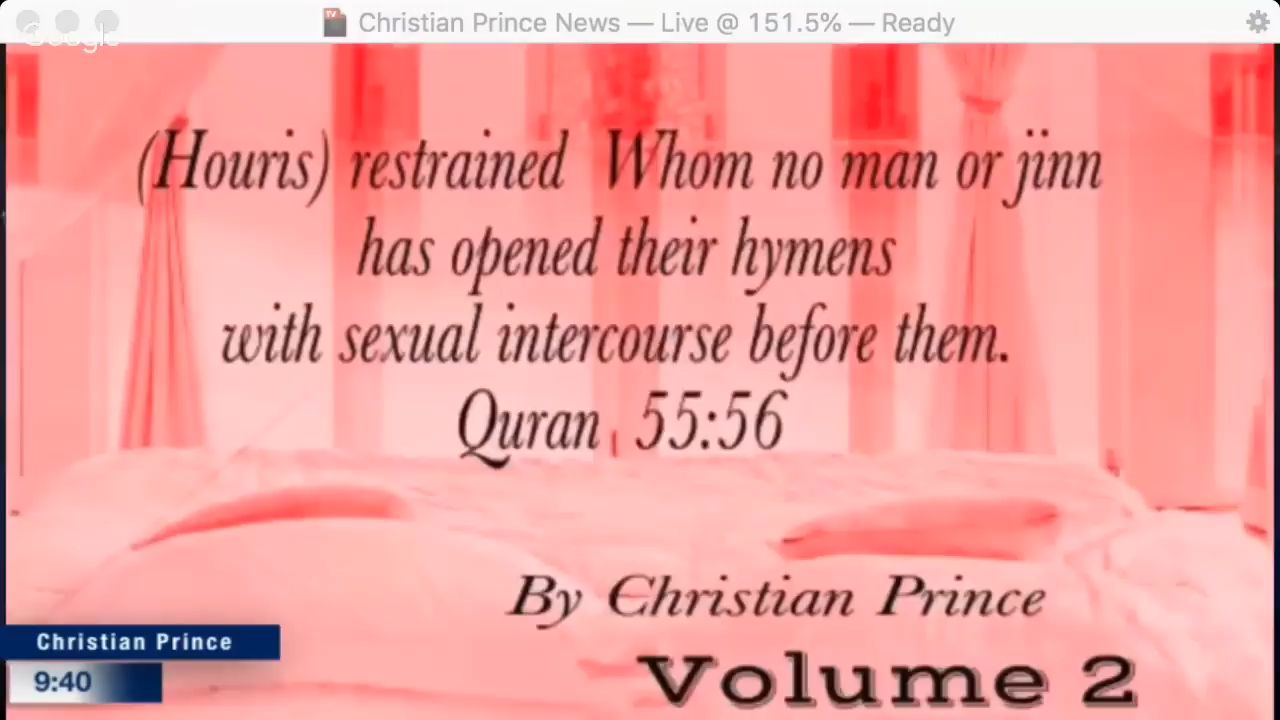 Christian Prince News — Live @ 151.5% — Ready
Google
(Houris) restrained Whom no man or jinn
has opened their hymens
with sexual intercourse before them.
Quran 55:56
By Christian Prince
Volume 2
Christian Prince
9:40